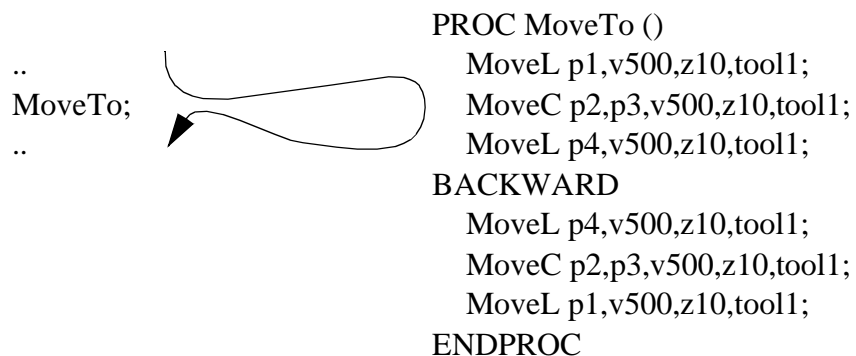 PROC MoveTo ()
..
MoveL p1,v500,z10,tool1;
MoveTo;
MoveC p2,p3,v500,z10,tool1;
..
MoveL p4,v500,z10,tool1;
BACKWARD
MoveL p4,v500,z10,tool1;
MoveC p2,p3,v500,z10,tool1;
MoveL p1,v500,z10,tool1;
ENDPROC